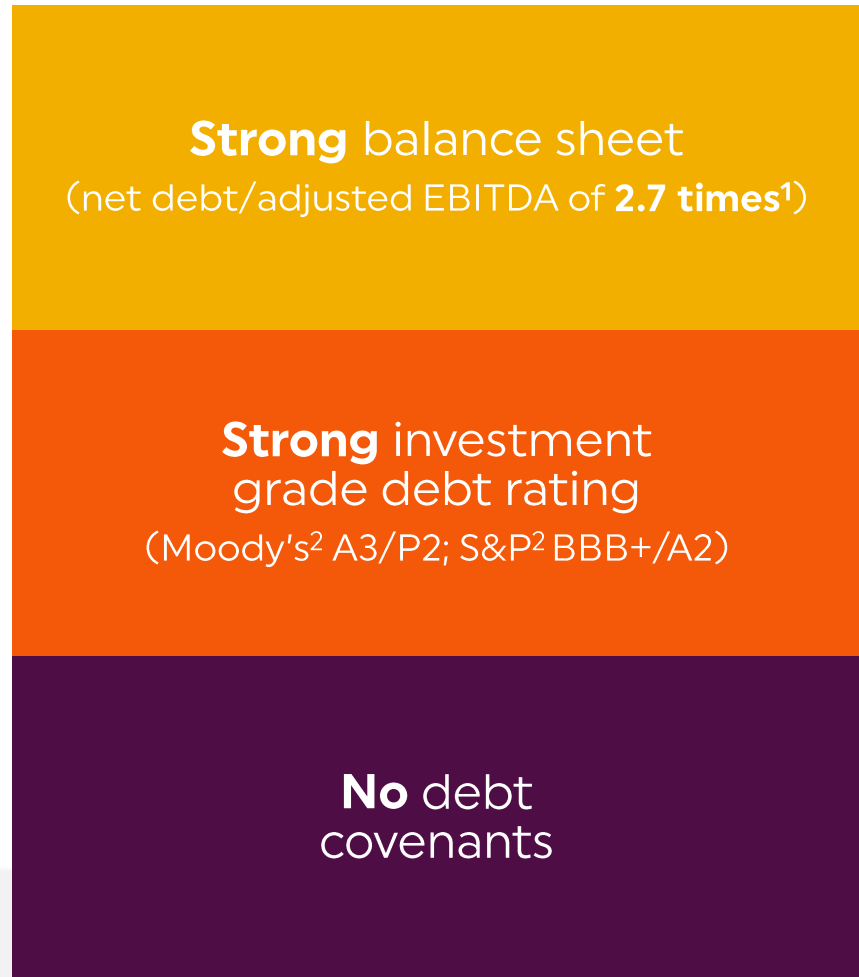 Strong balance sheet
(net debt/adjusted EBITDA of 2.7 times¹)
Strong investment
grade debt rating
(Moody's² A3/P2; S&P² BBB+/A2)
No debt
covenants